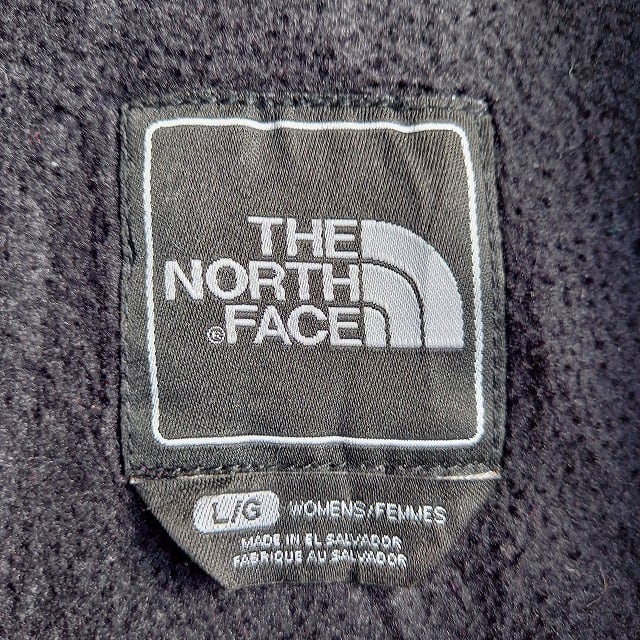 THE
NORTH
®FACE
L/G WOMENS/FEMMES
MADE IN EL SALVADOR
FABRIQUE AU SALVADOR